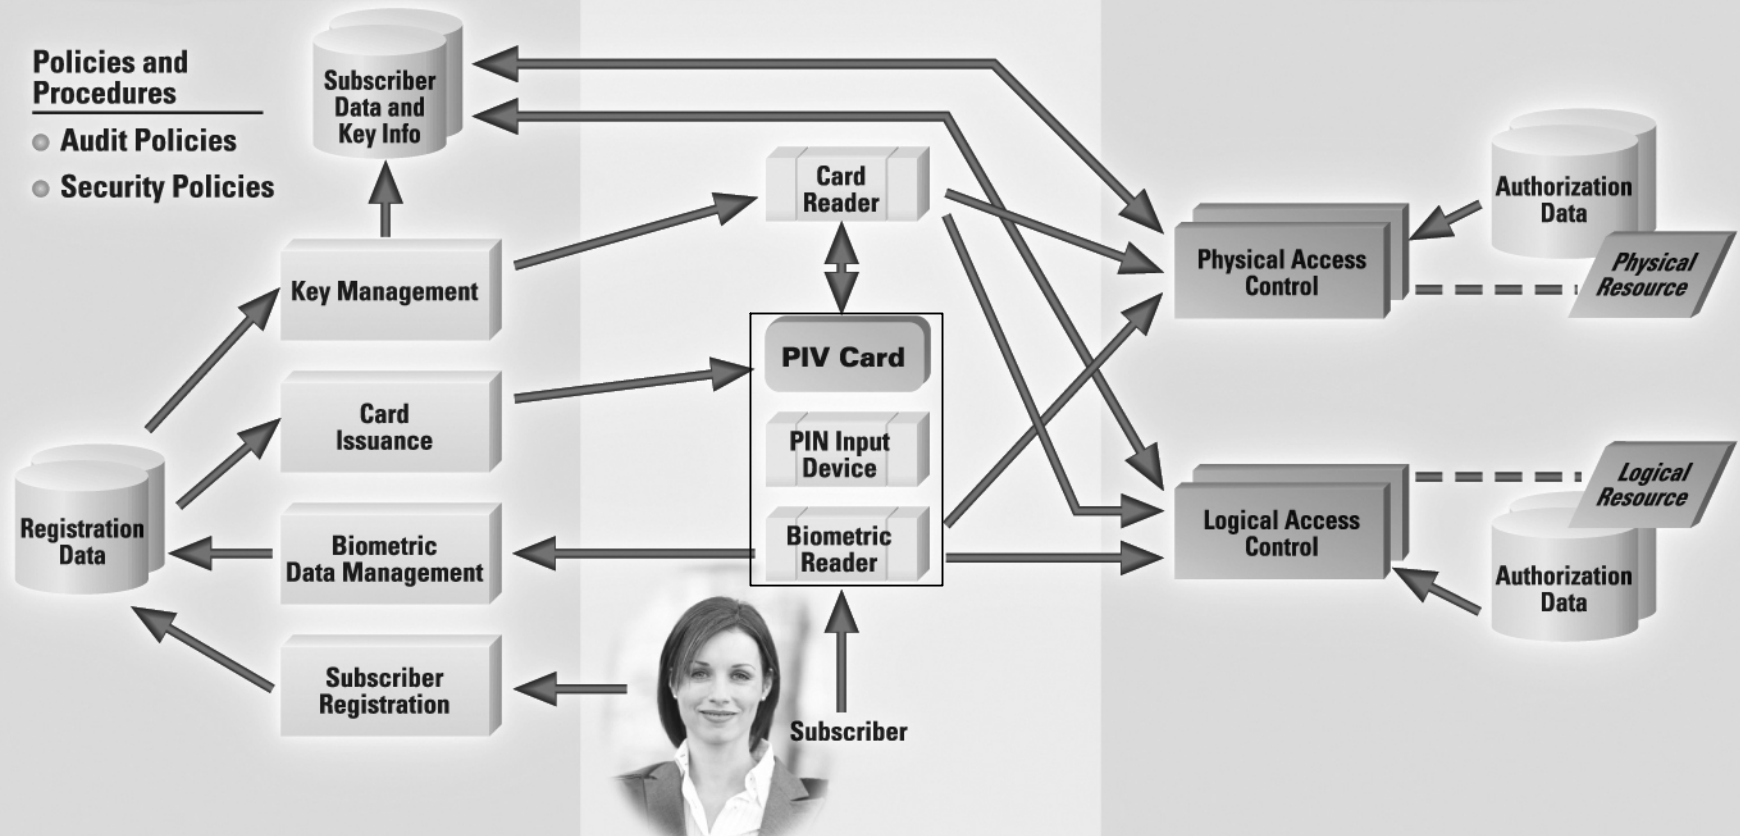 Policies and
Procedures
Audit Policies
Security Policies
Subscriber
Data and
Key Info
Key Management
Card
Issuance
Registration
Data
Biometric
Data Management
Subscriber
Registration
Card
Reader
PIV Card
PIN Input
Device
Biometric
Reader
Subscriber
Physical Access
Control
Authorization
Data
Physical
Resource
Logical Access
Control
Logical
Resource
Authorization
Data